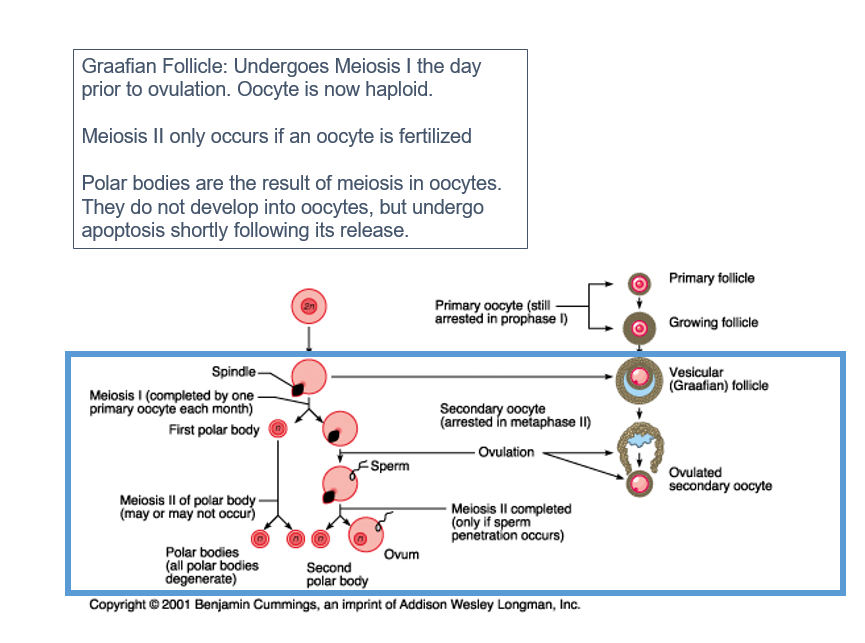 Graafian Follicle: Undergoes Meiosis I the day
prior to ovulation. Oocyte is now haploid.
Meiosis II only occurs if an oocyte is fertilized
Polar bodies are the result of meiosis in oocytes.
They do not develop into oocytes, but undergo
apoptosis shortly following its release.
2n
Primary oocyte (still
arrested in prophase I)
Primary follicle
Growing follicle
Spindle
Meiosis I (completed by one
primary oocyte each month)
First polar body
n
Vesicular
(Graafian) follicle
Secondary oocyte
(arrested in metaphase II)
Ovulation
Sperm
Ovulated
secondary oocyte
Meiosis II of polar body
(may or may not occur)
Meiosis II completed
(only if sperm
penetration occurs)
n
n
n
n
Polar bodies
(all polar bodies
degenerate)
Second
polar body
Ovum
Copyright © 2001 Benjamin Cummings, an imprint of Addison Wesley Longman, Inc.